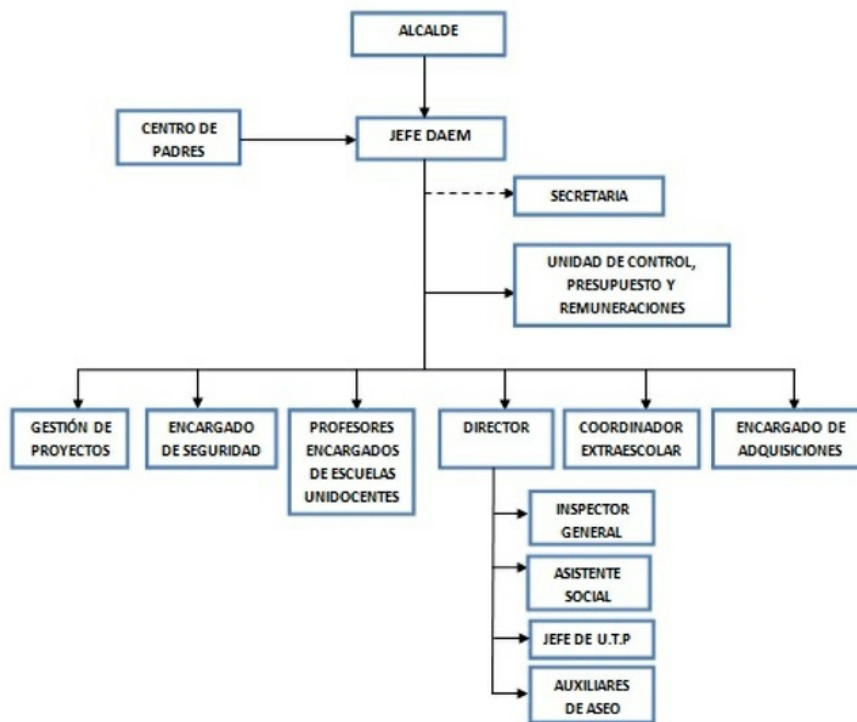 ALCALDE
CENTRO DE
PADRES
JEFE DAEM
SECRETARIA
UNIDAD DE CONTROL,
PRESUPUESTO Y
REMUNERACIONES
GESTIÓN DE
PROYECTOS
ENCARGADO
DE SEGURIDAD
PROFESORES
ENCARGADOS
DE ESCUELAS
UNIDOCENTES
DIRECTOR
COORDINADOR
EXTRAESCOLAR
ENCARGADO DE
ADQUISICIONES
INSPECTOR
GENERAL
ASISTENTE
SOCIAL
JEFE DE U.T.P
AUXILIARES
DE ASEO